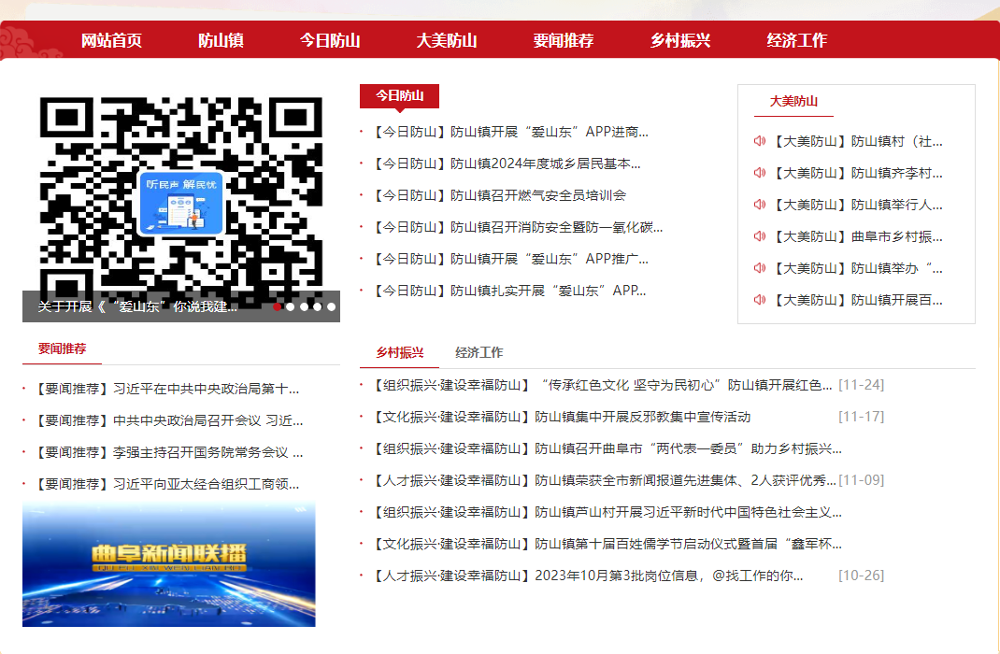 网站首页 防山镇 今日防山 大美防山 要闻推荐 乡村振兴 经济工作
听民声 解民忧
关于开展《“爱山东”你说我建...
要闻推荐
【要闻推荐】习近平在中共中央政治局第十...
【要闻推荐】中共中央政治局召开会议 习近...
【要闻推荐】李强主持召开国务院常务会议 ...
【要闻推荐】习近平向亚太经合组织工商领...
曲阜新闻联播
QU FU XIN WEN LIAN BO
今日防山
· 【今日防山】防山镇开展“爱山东”APP进商...
· 【今日防山】防山镇2024年度城乡居民基本...
· 【今日防山】防山镇召开燃气安全员培训会
· 【今日防山】防山镇召开消防安全暨防一氧化碳...
· 【今日防山】防山镇开展“爱山东”APP推广...
· 【今日防山】防山镇扎实开展“爱山东”APP...
大美防山
【大美防山】防山镇村（社...
【大美防山】防山镇齐李村...
【大美防山】防山镇举行人...
【大美防山】曲阜市乡村振...
【大美防山】防山镇举办“...
【大美防山】防山镇开展百...
乡村振兴 经济工作
· 【组织振兴·建设幸福防山】“传承红色文化 坚守为民初心”防山镇开展红色... [11-24]
· 【文化振兴·建设幸福防山】防山镇集中开展反邪教集中宣传活动 [11-17]
· 【组织振兴·建设幸福防山】防山镇召开曲阜市“两代表一委员”助力乡村振兴...
· 【人才振兴·建设幸福防山】防山镇荣获全市新闻报道先进集体、2人获评优秀... [11-09]
· 【组织振兴·建设幸福防山】防山镇芦山村开展习近平新时代中国特色社会主义...
· 【文化振兴·建设幸福防山】防山镇第十届百姓儒学节启动仪式暨首届“鑫军杯...
· 【人才振兴·建设幸福防山】2023年10月第3批岗位信息，@找工作的你... [10-26]